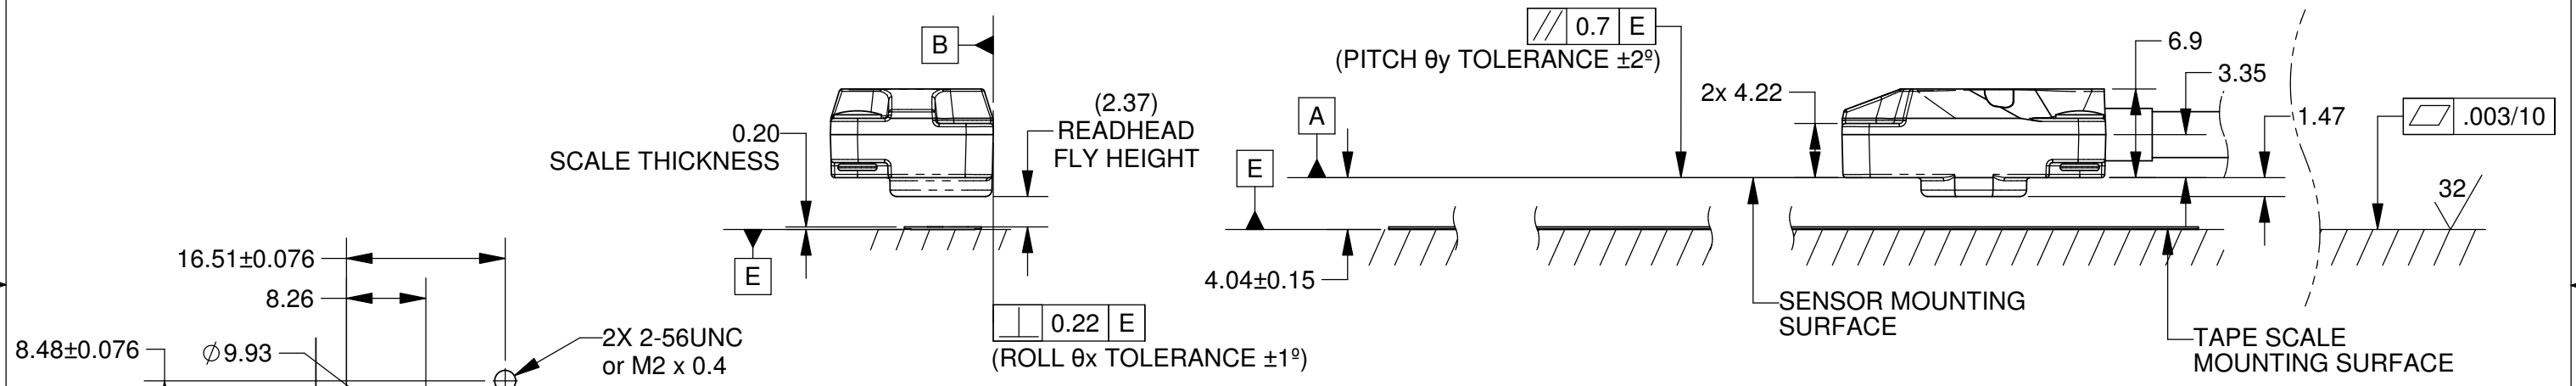 B
0.7 E
(PITCH θy TOLERANCE ±2º)
6.9
3.35
2x 4.22
1.47
.003/10
32
A
E
(2.37)
READHEAD
FLY HEIGHT
0.20
SCALE THICKNESS
E
4.04±0.15
16.51±0.076
8.26
SENSOR MOUNTING
SURFACE
TAPE SCALE
MOUNTING SURFACE
0.22 E
(ROLL θx TOLERANCE ±1º)
2X 2-56UNC
or M2 x 0.4
8.48±0.076
∅9.93